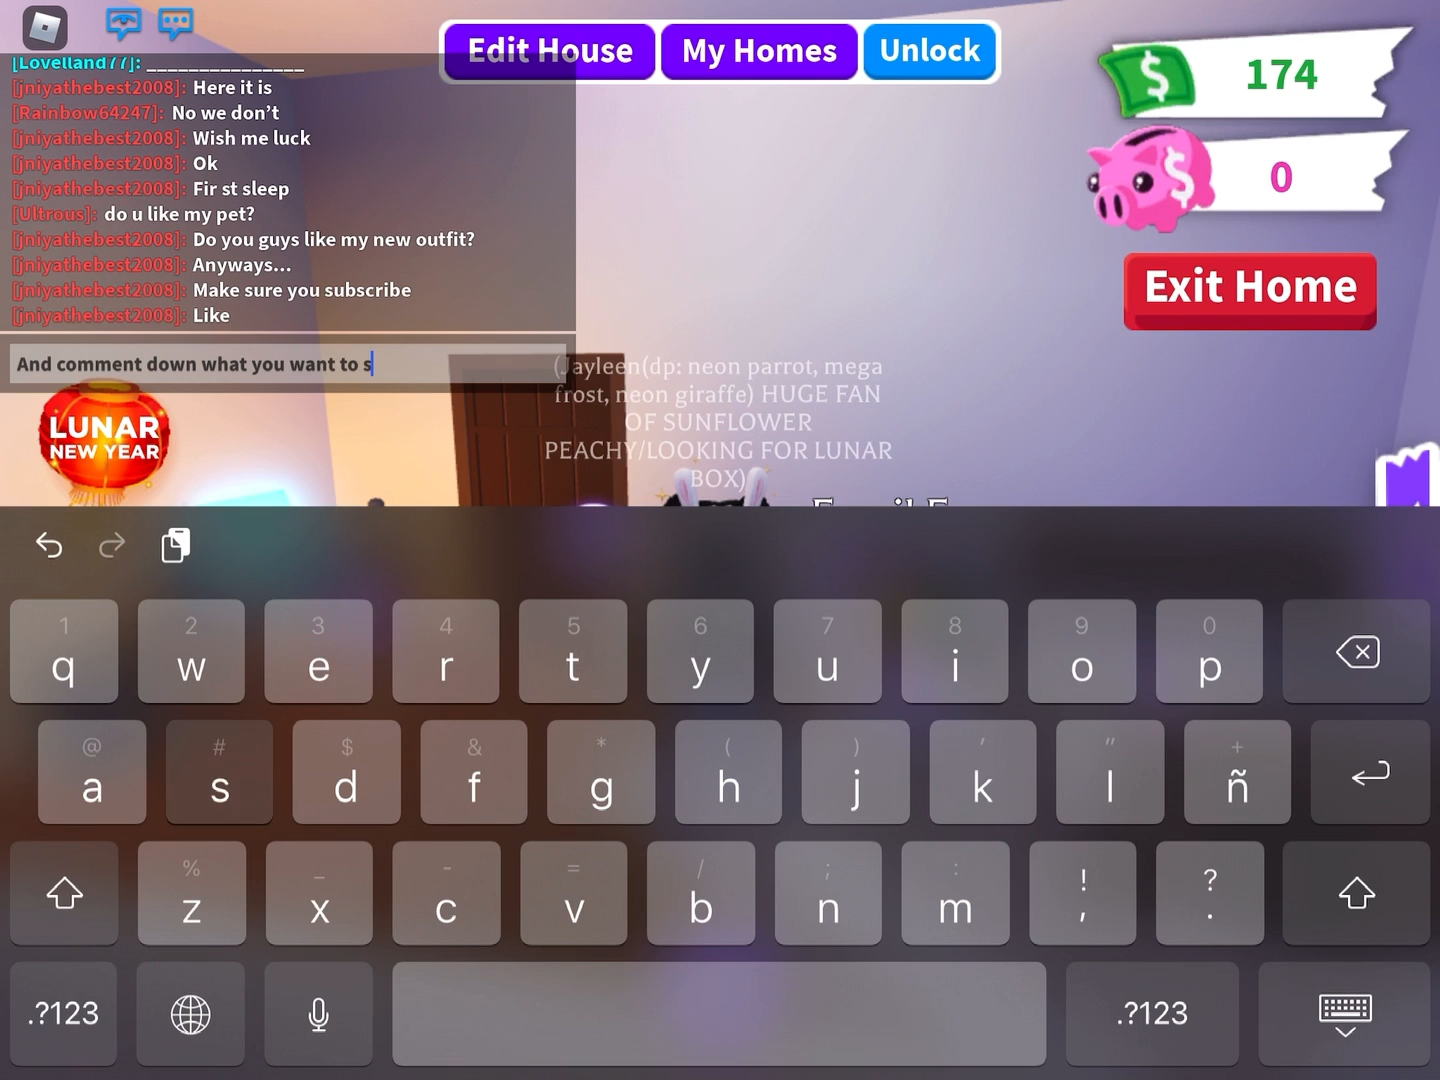 Edit House
My Homes
Unlock
174
0
Exit Home
[Lovelland77]: _______________
[jniyathebest2008]: Here it is
[Rainbow64247]: No we don't
[jniyathebest2008]: Wish me luck
[jniyathebest2008]: Ok
[jniyathebest2008]: Fir st sleep
[Ultrous]: do u like my pet?
[jniyathebest2008]: Do you guys like my new outfit?
[jniyathebest2008]: Anyways...
[jniyathebest2008]: Make sure you subscribe
[jniyathebest2008]: Like
And comment down what you want to s
(Jayleen(dp: neon parrot, mega
frost, neon giraffe) HUGE FAN
OF SUNFLOWER
PEACHY/LOOKING FOR LUNAR
BOX)
LUNAR
NEW YEAR
1 2 3 4 5 6 7 8 9 0
q w e r t y u i o p
@ # $ & * ( ) ' " +
a s d f g h j k l ñ
% _ - = / ; : ! ?
z x c v b n m , .
.?123
.?123